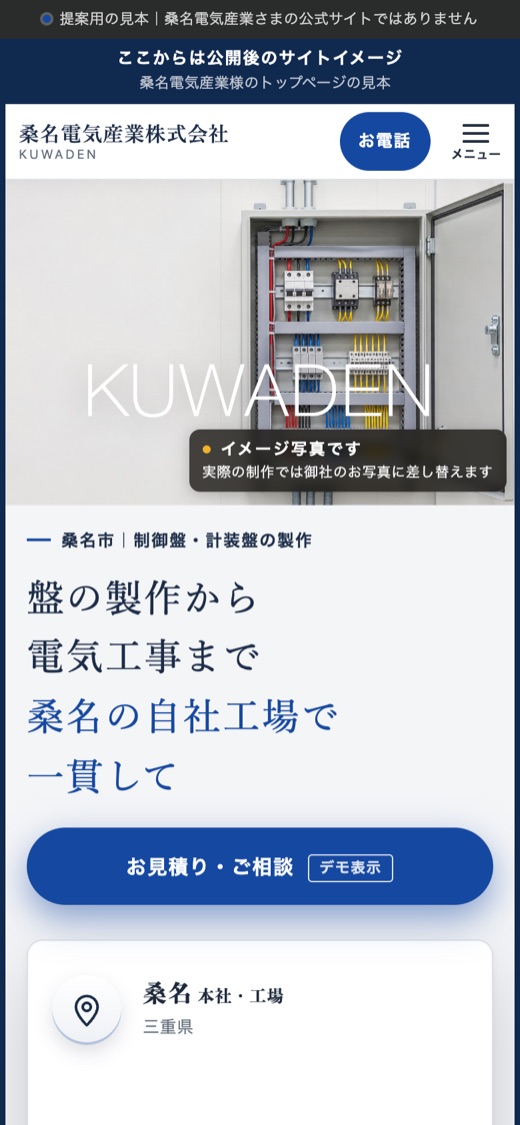 提案用の見本｜桑名電気産業さまの公式サイトではありません
ここからは公開後のサイトイメージ
桑名電気産業様のトップページの見本
桑名電気産業株式会社
KUWADEN
お電話
メニュー
KUWADEN
イメージ写真です
実際の制作では御社のお写真に差し替えます
桑名市｜制御盤・計装盤の製作
盤の製作から
電気工事まで
桑名の自社工場で
一貫して
お見積り・ご相談 デモ表示
桑名 本社・工場
三重県